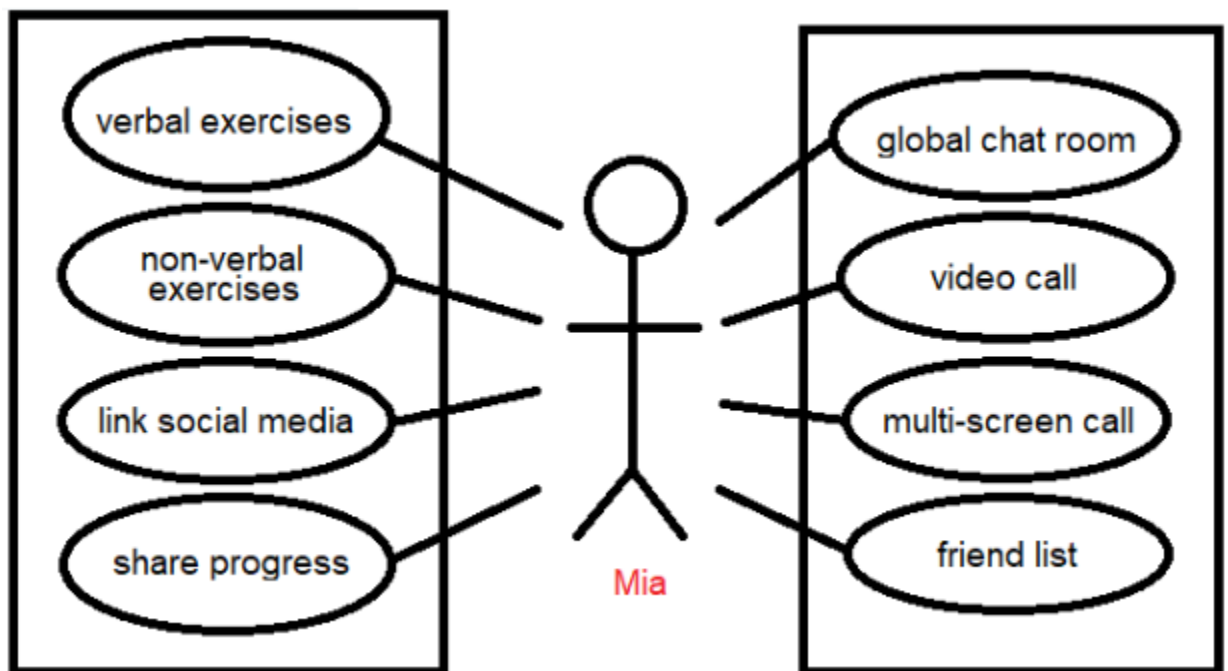 verbal exercises
non-verbal
exercises
link social media
share progress
Mia
global chat room
video call
multi-screen call
friend list